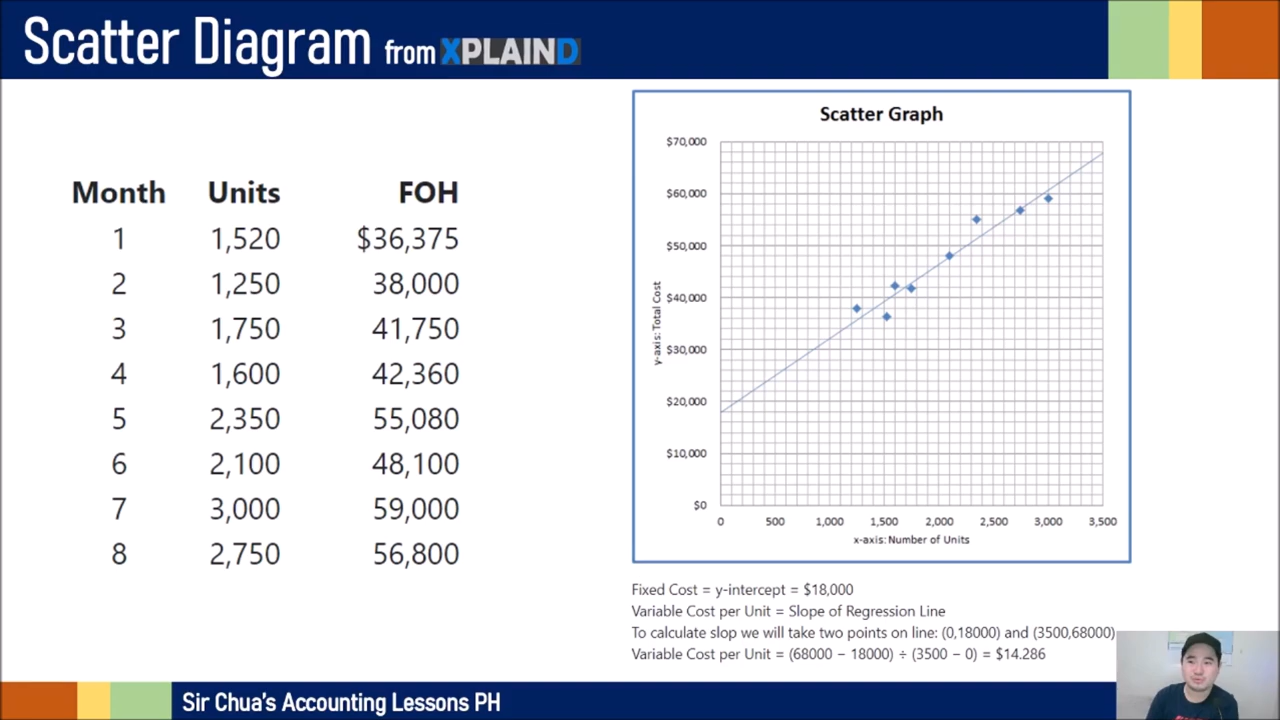 Scatter Diagram from XPLAIND
Month Units FOH
1 1,520 $36,375
2 1,250 38,000
3 1,750 41,750
4 1,600 42,360
5 2,350 55,080
6 2,100 48,100
7 3,000 59,000
8 2,750 56,800
Scatter Graph
$70,000
$60,000
$50,000
$40,000
$30,000
$20,000
$10,000
$0
y-axis: Total Cost
0 500 1,000 1,500 2,000 2,500 3,000 3,500
x-axis: Number of Units
Fixed Cost = y-intercept = $18,000
Variable Cost per Unit = Slope of Regression Line
To calculate slop we will take two points on line: (0,18000) and (3500,68000)
Variable Cost per Unit = (68000 − 18000) ÷ (3500 − 0) = $14.286
Sir Chua's Accounting Lessons PH